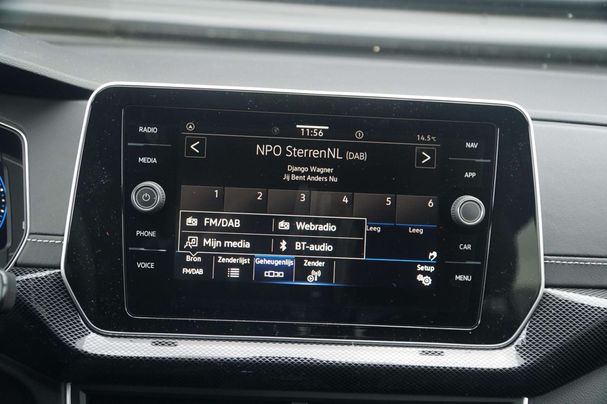 RADIO
MEDIA
PHONE
VOICE
11:56
14.5°C
NPO SterrenNL (DAB)
Django Wagner
Jij Bent Anders Nu
1 2 3 4 5 6
Leeg Leeg
FM/DAB Webradio
Mijn media BT-audio
Bron Zenderlijst Geheugenlijs Zender Setup
FM/DAB
NAV
APP
CAR
MENU